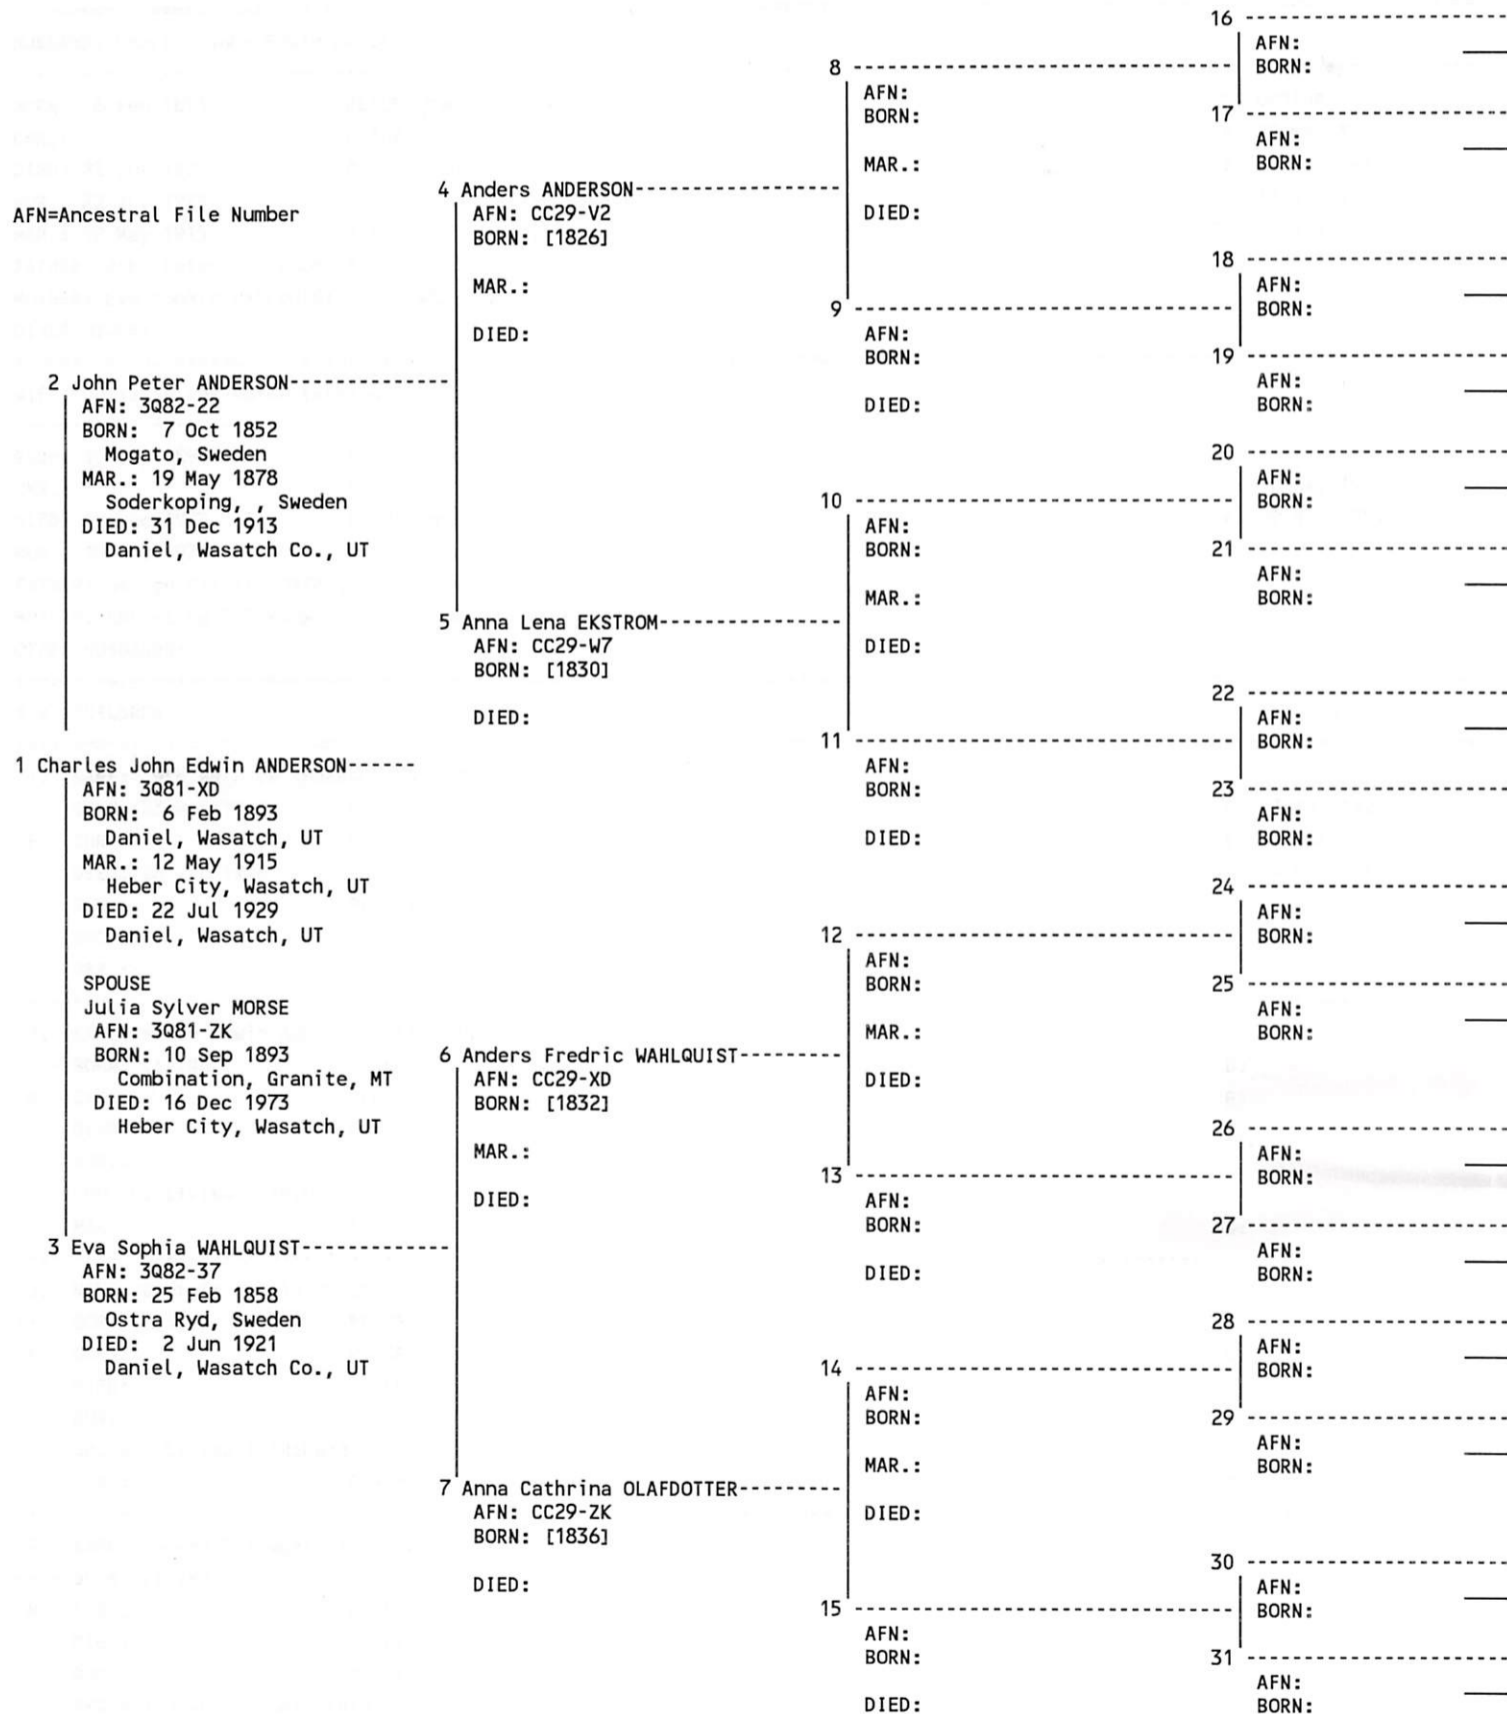 AFN=Ancestral File Number
1 Charles John Edwin ANDERSON------
AFN: 3Q81-XD
BORN:  6 Feb 1893
Daniel, Wasatch, UT
MAR.: 12 May 1915
Heber City, Wasatch, UT
DIED: 22 Jul 1929
Daniel, Wasatch, UT
SPOUSE
Julia Sylver MORSE
AFN: 3Q81-ZK
BORN: 10 Sep 1893
Combination, Granite, MT
DIED: 16 Dec 1973
Heber City, Wasatch, UT
2 John Peter ANDERSON--------------
AFN: 3Q82-22
BORN:  7 Oct 1852
Mogato, Sweden
MAR.: 19 May 1878
Soderkoping, , Sweden
DIED: 31 Dec 1913
Daniel, Wasatch Co., UT
3 Eva Sophia WAHLQUIST-------------
AFN: 3Q82-37
BORN: 25 Feb 1858
Ostra Ryd, Sweden
DIED:  2 Jun 1921
Daniel, Wasatch Co., UT
4 Anders ANDERSON------------------
AFN: CC29-V2
BORN: [1826]
MAR.:
DIED:
5 Anna Lena EKSTROM----------------
AFN: CC29-W7
BORN: [1830]
DIED:
6 Anders Fredric WAHLQUIST---------
AFN: CC29-XD
BORN: [1832]
MAR.:
DIED:
7 Anna Cathrina OLAFDOTTER---------
AFN: CC29-ZK
BORN: [1836]
DIED:
8
AFN:
BORN:
MAR.:
DIED:
9
AFN:
BORN:
DIED:
10
AFN:
BORN:
MAR.:
DIED:
11
AFN:
BORN:
DIED:
12
AFN:
BORN:
MAR.:
DIED:
13
AFN:
BORN:
DIED:
14
AFN:
BORN:
MAR.:
DIED:
15
AFN:
BORN:
DIED:
16
AFN:
BORN:
17
AFN:
BORN:
18
AFN:
BORN:
19
AFN:
BORN:
20
AFN:
BORN:
21
AFN:
BORN:
22
AFN:
BORN:
23
AFN:
BORN:
24
AFN:
BORN:
25
AFN:
BORN:
26
AFN:
BORN:
27
AFN:
BORN:
28
AFN:
BORN:
29
AFN:
BORN:
30
AFN:
BORN:
31
AFN:
BORN: